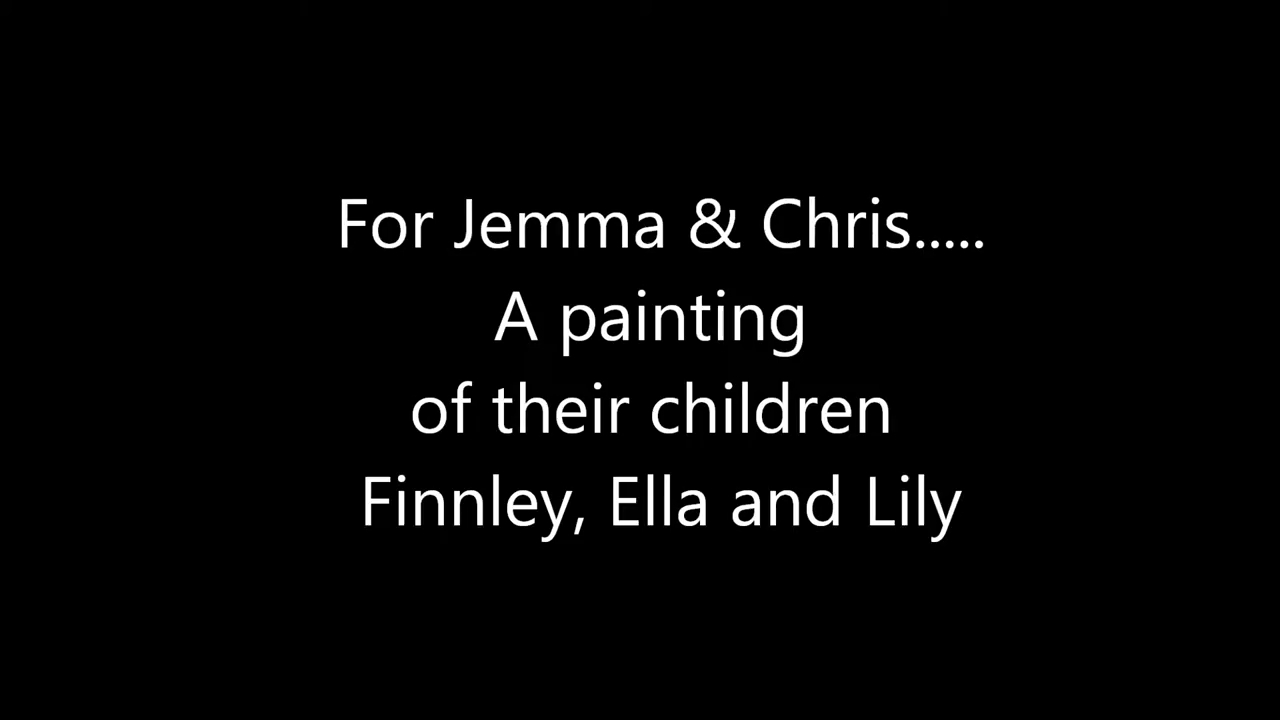 For Jemma & Chris.....
A painting
of their children
Finnley, Ella and Lily